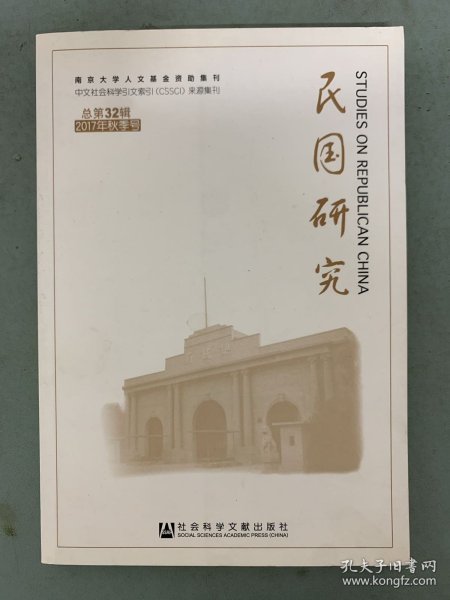 南京大学人文基金资助集刊
中文社会科学引文索引（CSSCI）来源集刊
总第32辑
2017年秋季号
民国研究
STUDIES ON REPUBLICAN CHINA
社会科学文献出版社
SOCIAL SCIENCES ACADEMIC PRESS (CHINA)
孔夫子旧书网
www.kongfz.com